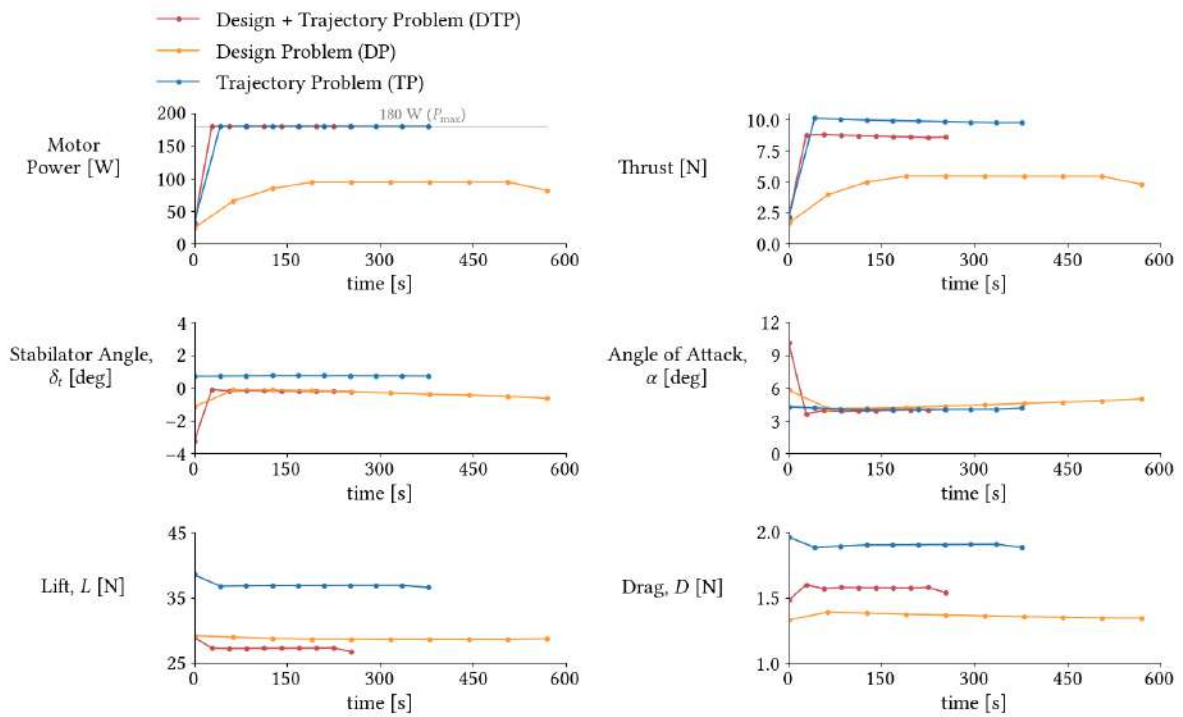 Design + Trajectory Problem (DTP)
Design Problem (DP)
Trajectory Problem (TP)
Motor
Power [W]
200
150
100
50
0
180 W (Pmax)
0 150 300 450 600
time [s]
Thrust [N]
10.0
7.5
5.0
2.5
0.0
0 150 300 450 600
time [s]
Stabilator Angle,
δt [deg]
4
2
0
−2
−4
0 150 300 450 600
time [s]
Angle of Attack,
α [deg]
12
9
6
3
0
0 150 300 450 600
time [s]
Lift, L [N]
45
35
25
0 150 300 450 600
time [s]
Drag, D [N]
2.0
1.5
1.0
0 150 300 450 600
time [s]